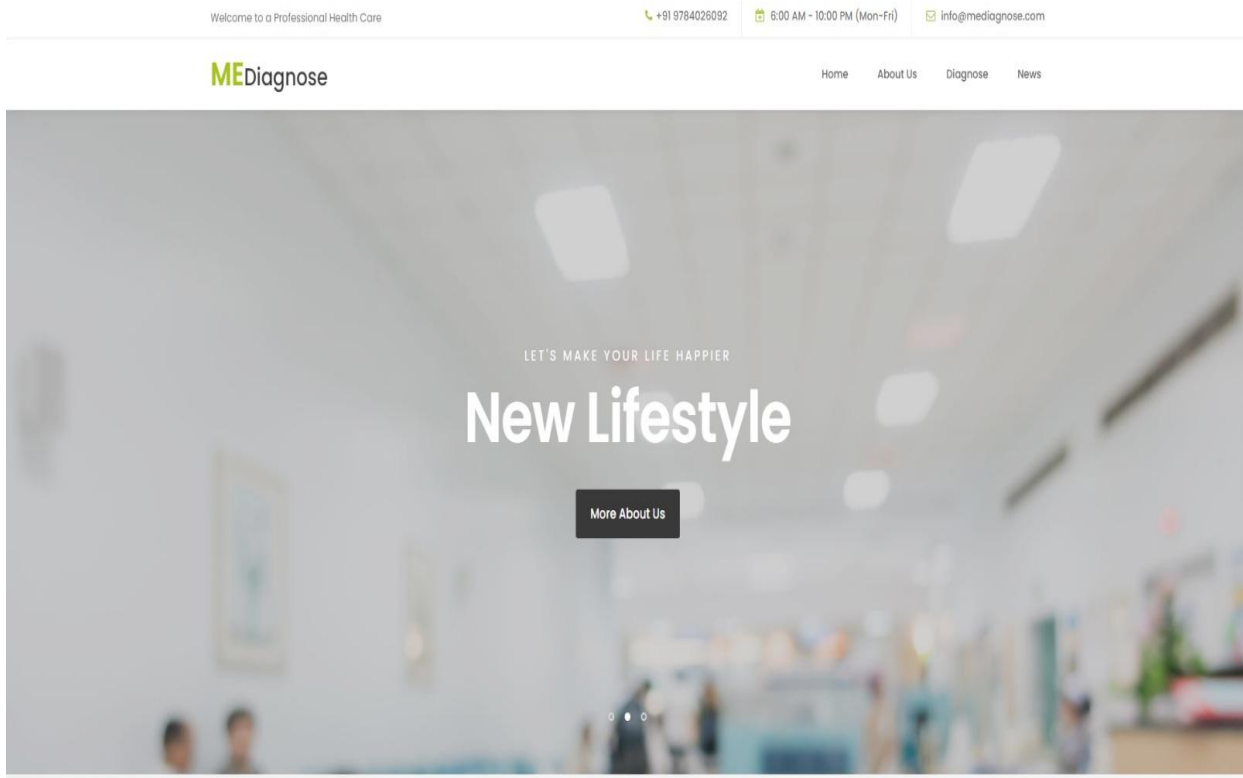 Welcome to a Professional Health Care
+91 9784026092
6:00 AM - 10:00 PM (Mon-Fri)
info@mediagnose.com
MEDiagnose
Home About Us Diagnose News
LET'S MAKE YOUR LIFE HAPPIER
New Lifestyle
More About Us